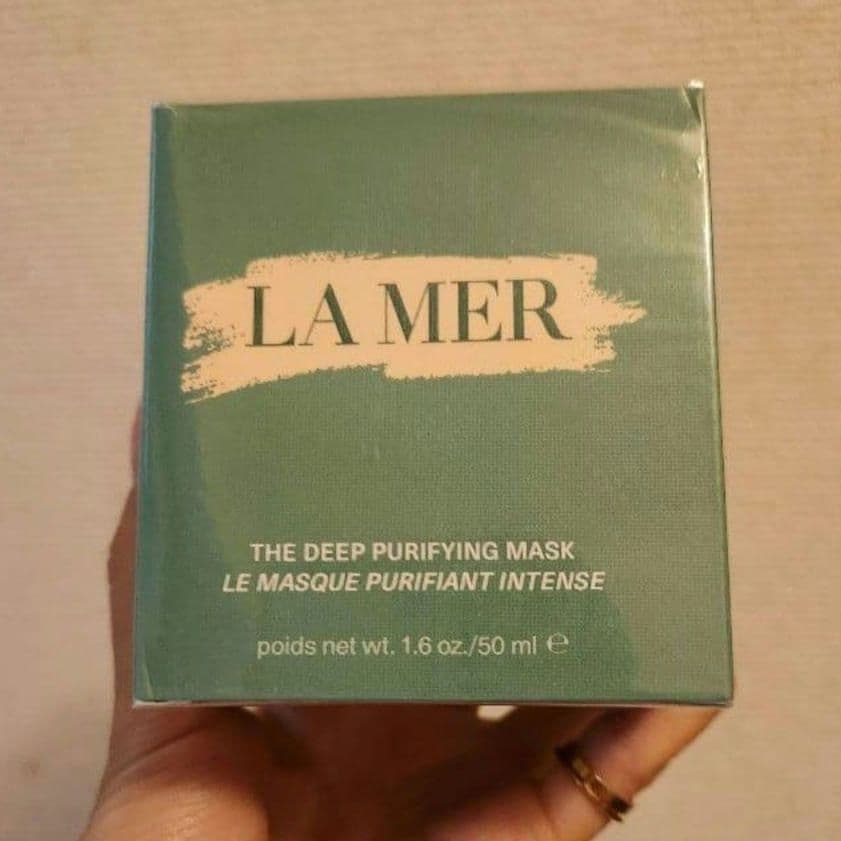 LA MER
THE DEEP PURIFYING MASK
LE MASQUE PURIFIANT INTENSE
poids net wt. 1.6 oz./50 ml ℮